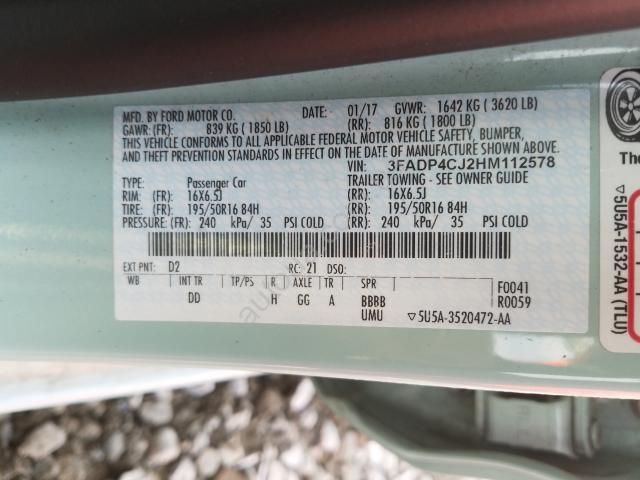 MFD. BY FORD MOTOR CO. DATE: 01/17 GVWR: 1642 KG ( 3620 LB)
GAWR: (FR): 839 KG ( 1850 LB) (RR): 816 KG ( 1800 LB)
THIS VEHICLE CONFORMS TO ALL APPLICABLE FEDERAL MOTOR VEHICLE SAFETY, BUMPER,
AND THEFT PREVENTION STANDARDS IN EFFECT ON THE DATE OF MANUFACTURE SHOWN ABOVE.
VIN: 3FADP4CJ2HM112578
TYPE: Passenger Car TRAILER TOWING - SEE OWNER GUIDE
RIM: (FR) 16X6.5J (RR): 16X6.5J
TIRE: (FR) 195/50R16 84H (RR): 195/50R16 84H
PRESSURE: (FR) 240 kPa/ 35 PSI COLD (RR): 240 kPa/ 35 PSI COLD
EXT PNT: D2 RC: 21 DSO:
WB INT TR TP/PS R AXLE TR SPR
DD H GG A BBBB
UMU
F0041
R0059
▽5U5A-3520472-AA
The
▽5U5A-1532-AA (TLU)